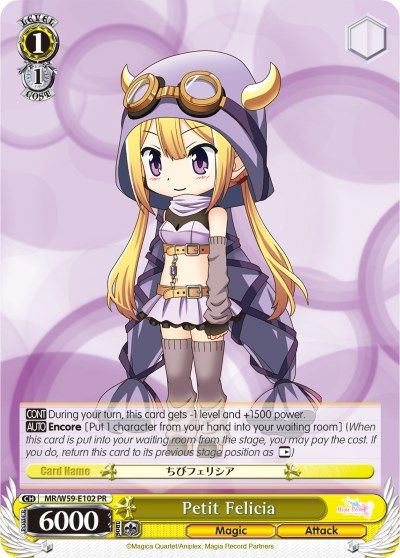 LEVEL
1
1
COST
CONT During your turn, this card gets -1 level and +1500 power.
AUTO Encore [Put 1 character from your hand into your waiting room] (When
this card is put into your waiting room from the stage, you may pay the cost. If
you do, return this card to its previous stage position as
Card Name ちびフェリシア
CH MR/W59-E102 PR Petit Felicia
6000 Magic Attack
©Magica Quartet/Aniplex, Magia Record Partners